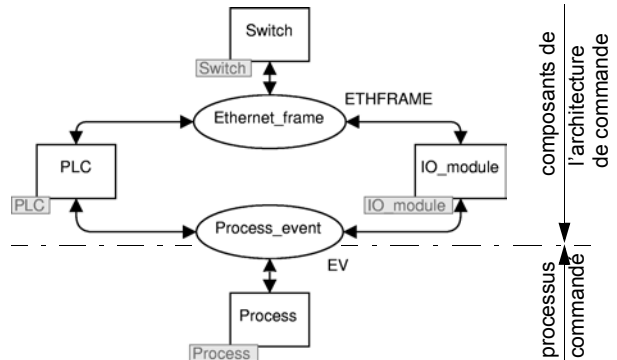 Switch
Switch
ETHFRAME
Ethernet_frame
PLC
PLC
IO_module
IO_module
Process_event
EV
Process
Process
composants de
l'architecture
de commande
processus
commandé